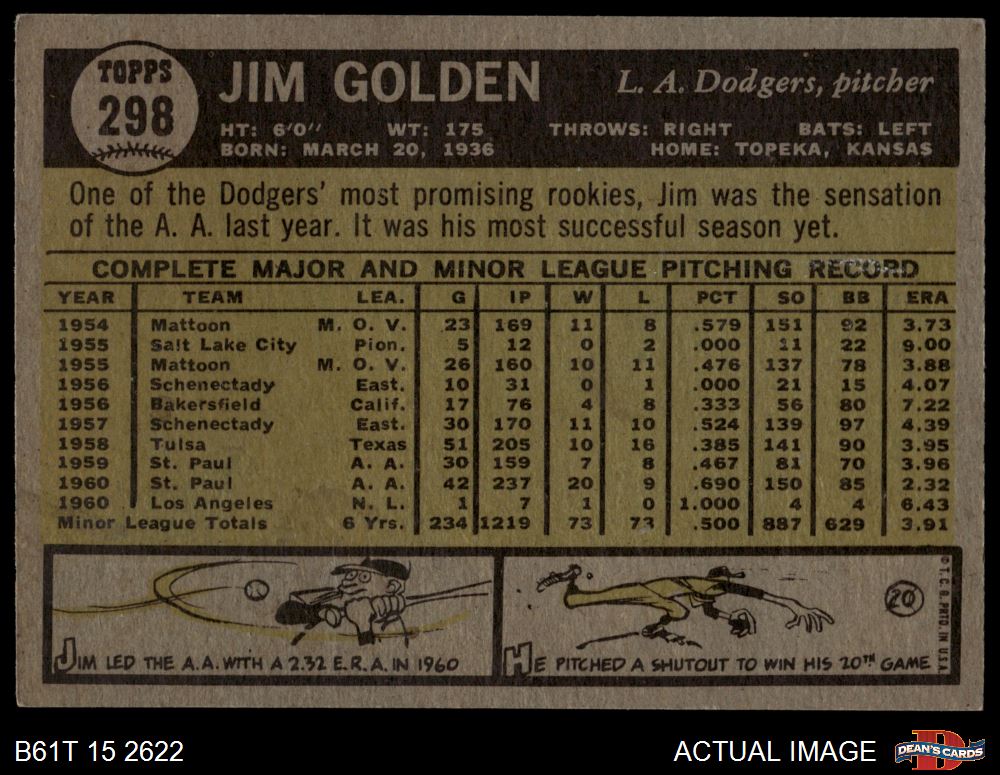 TOPPS
298
JIM GOLDEN
L. A. Dodgers, pitcher
HT: 6'0" WT: 175 THROWS: RIGHT BATS: LEFT
BORN: MARCH 20, 1936 HOME: TOPEKA, KANSAS
One of the Dodgers' most promising rookies, Jim was the sensation
of the A. A. last year. It was his most successful season yet.
COMPLETE MAJOR AND MINOR LEAGUE PITCHING RECORD
YEAR TEAM LEA. G IP W L PCT SO BB ERA
1954 Mattoon M. O. V. 23 169 11 8 .579 151 92 3.73
1955 Salt Lake City Pion. 5 12 0 2 .000 11 22 9.00
1955 Mattoon M. O. V. 26 160 10 11 .476 137 78 3.88
1956 Schenectady East. 10 31 0 1 .000 21 15 4.07
1956 Bakersfield Calif. 17 76 4 8 .333 56 80 7.22
1957 Schenectady East. 30 170 11 10 .524 139 97 4.39
1958 Tulsa Texas 51 205 10 16 .385 141 90 3.95
1959 St. Paul A. A. 30 159 7 8 .467 81 70 3.96
1960 St. Paul A. A. 42 237 20 9 .690 150 85 2.32
1960 Los Angeles N. L. 1 7 1 0 1.000 4 4 6.43
Minor League Totals 6 Yrs. 234 1219 73 73 .500 887 629 3.91
JIM LED THE A.A. WITH A 2.32 E.R.A. IN 1960
20
HE PITCHED A SHUTOUT TO WIN HIS 20TH GAME
© T. C. G. PRTD. IN U.S.A.
B61T 15 2622
ACTUAL IMAGE
D
DEAN'S CARDS